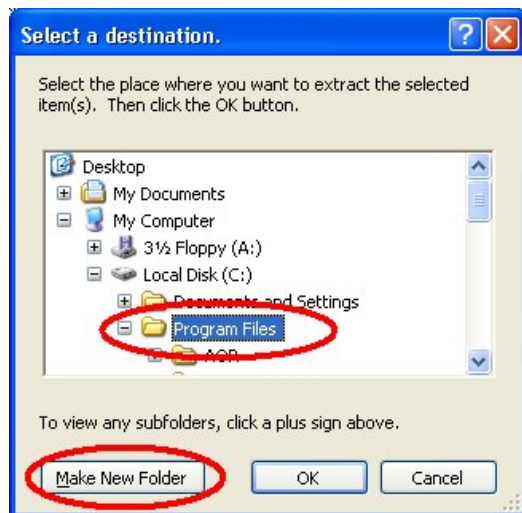 Select a destination.
Select the place where you want to extract the selected
item(s). Then click the OK button.
Desktop
My Documents
My Computer
3½ Floppy (A:)
Local Disk (C:)
Documents and Settings
Program Files
AOR
To view any subfolders, click a plus sign above.
Make New Folder OK Cancel